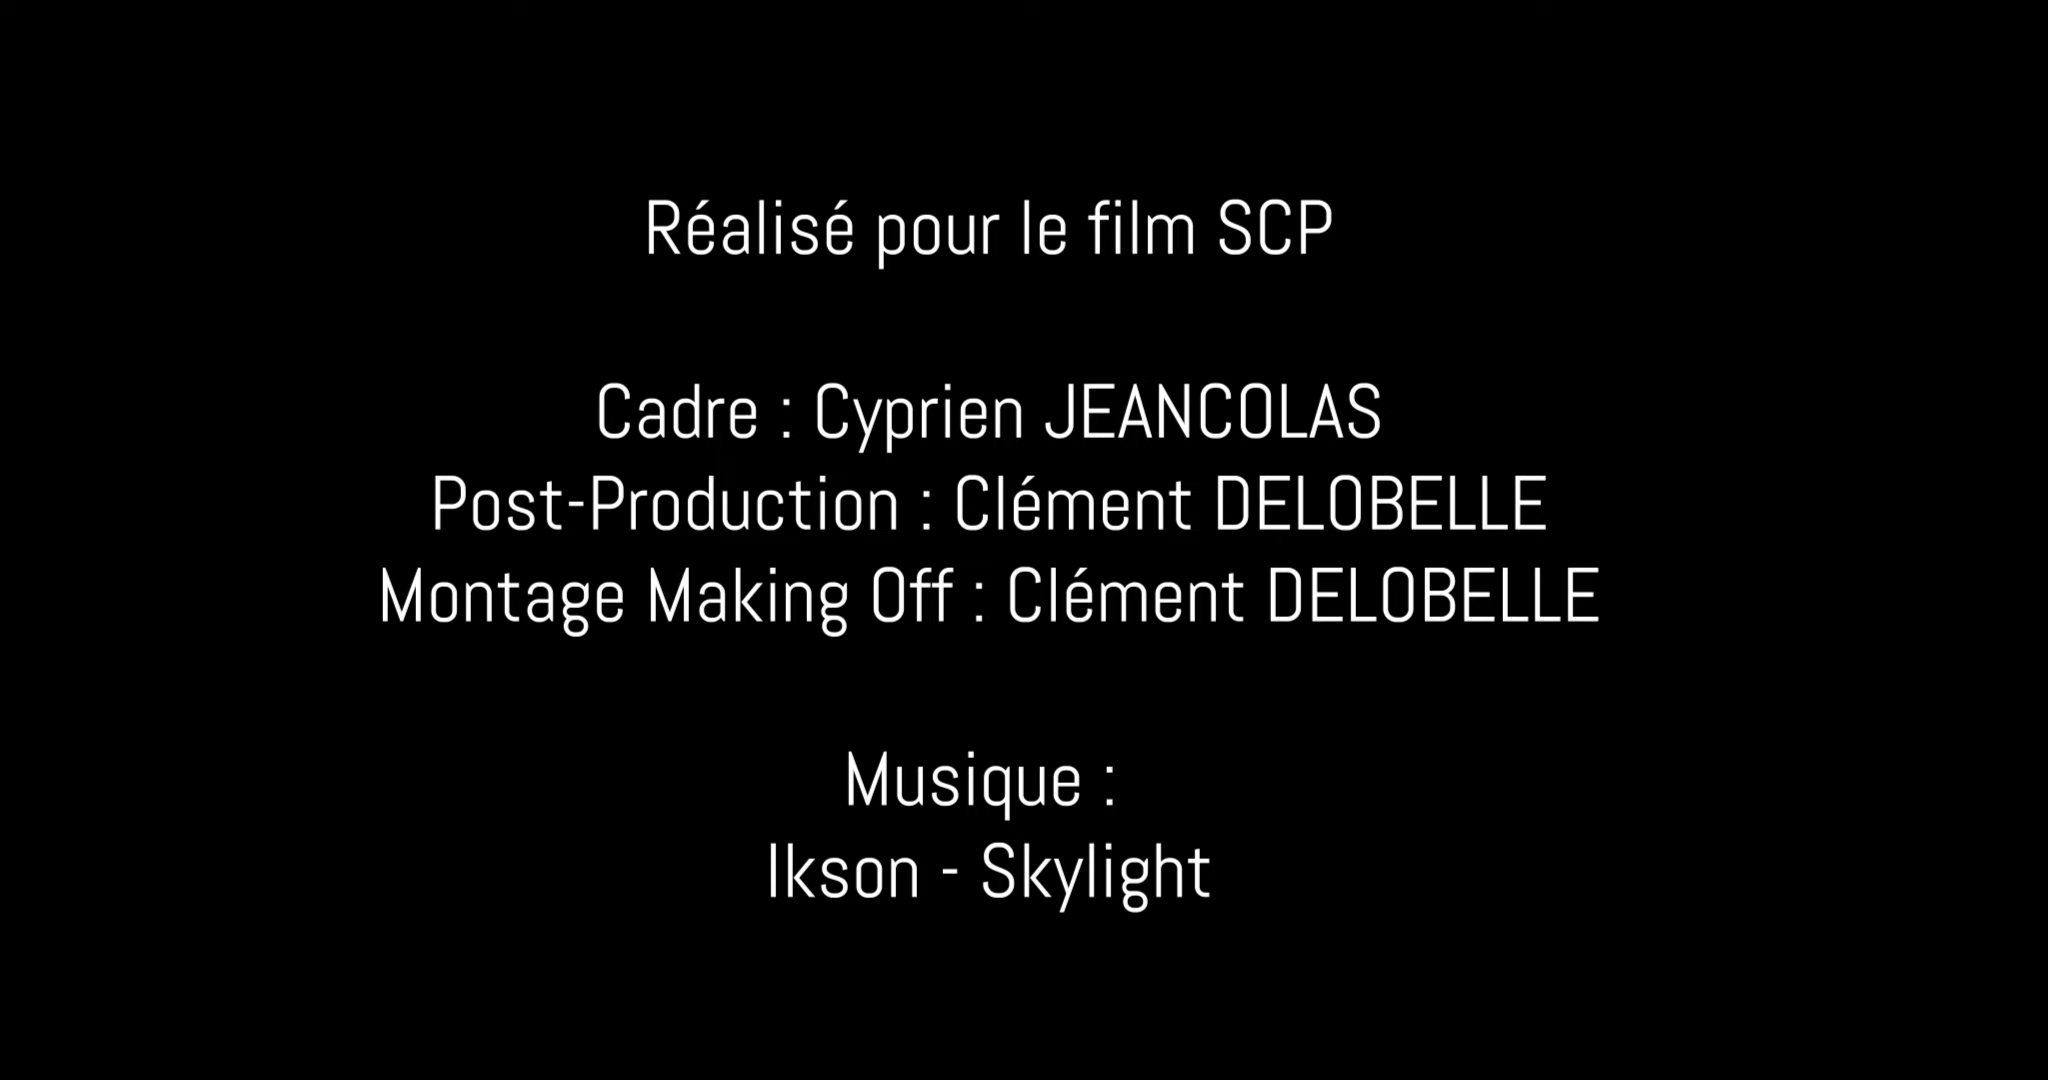 Réalisé pour le film SCP
Cadre : Cyprien JEANCOLAS
Post-Production : Clément DELOBELLE
Montage Making Off : Clément DELOBELLE
Musique :
Ikson - Skylight